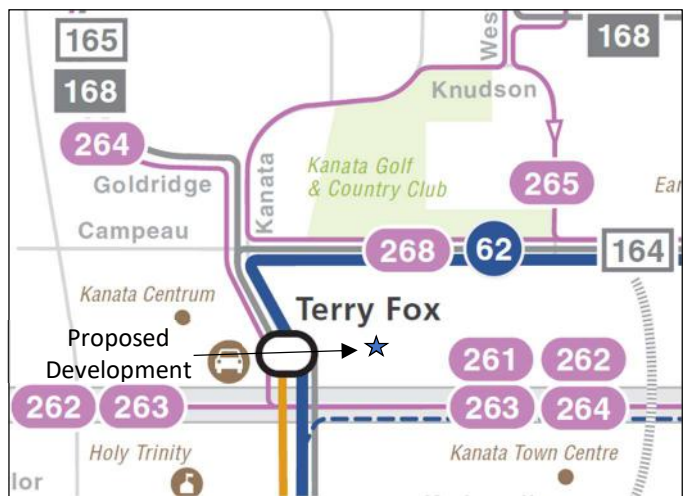 165
168
264
Goldridge
Campeau
Kanata
Wes
168
Knudson
Kanata Golf
& Country Club
265
Ear
268
62
164
Kanata Centrum
Terry Fox
Proposed
Development
261
262
262
263
263
264
Holy Trinity
Kanata Town Centre
lor